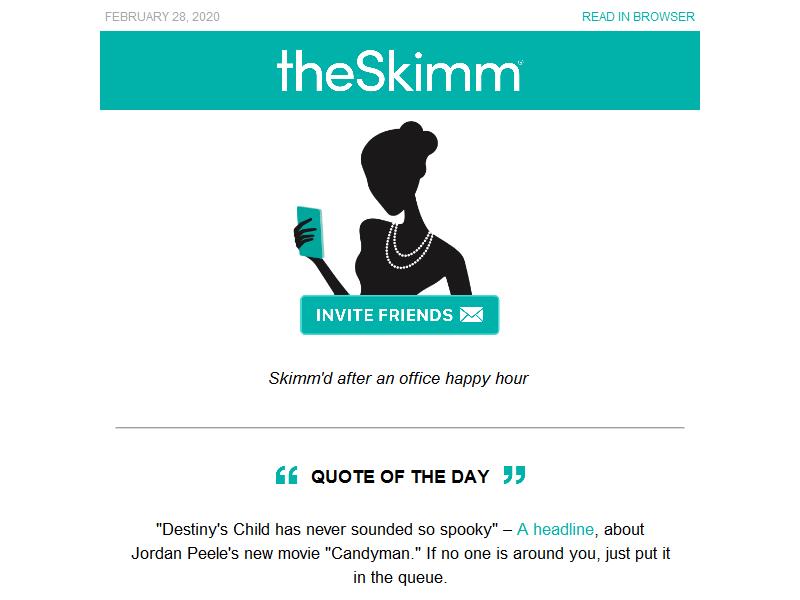 FEBRUARY 28, 2020 READ IN BROWSER
theSkimm®
INVITE FRIENDS
Skimm'd after an office happy hour
“ QUOTE OF THE DAY ”
"Destiny's Child has never sounded so spooky" – A headline, about
Jordan Peele's new movie "Candyman." If no one is around you, just put it
in the queue.